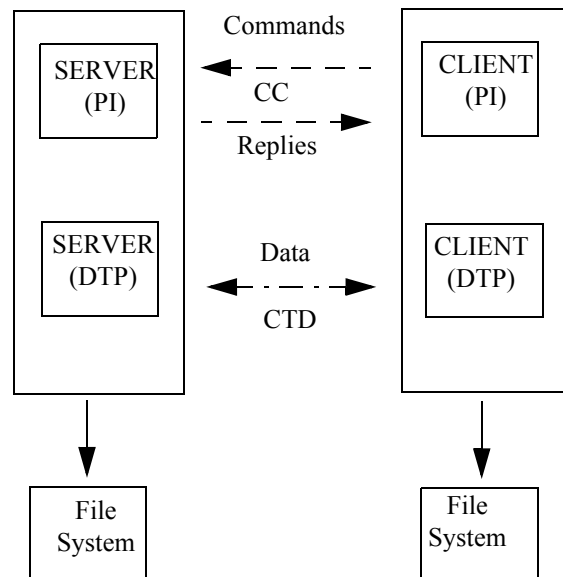 Commands
SERVER
(PI)
CC
CLIENT
(PI)
Replies
SERVER
(DTP)
Data
CTD
CLIENT
(DTP)
File
System
File
System